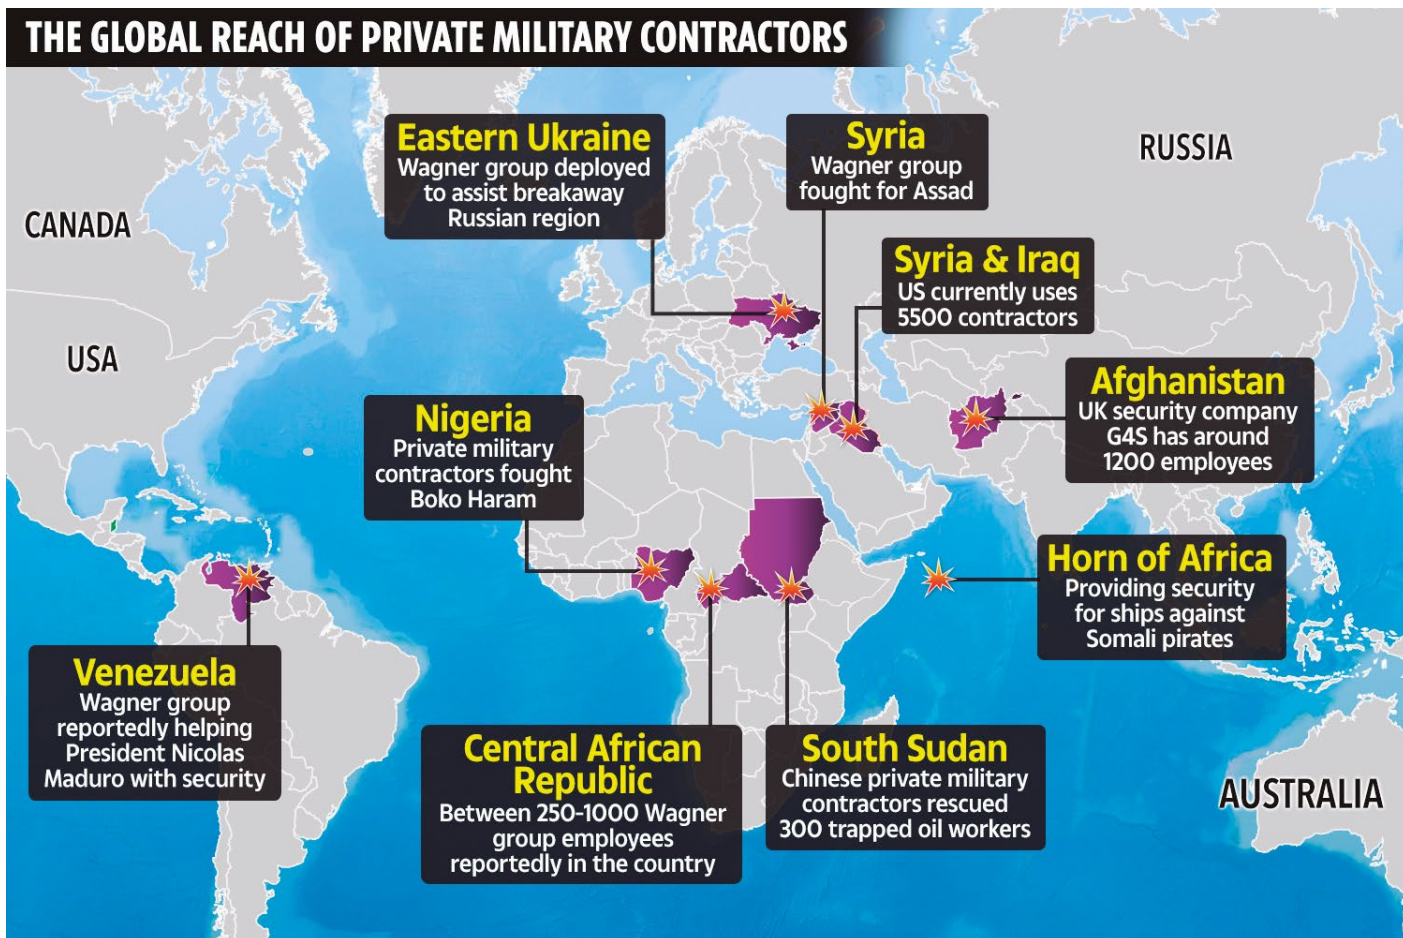 THE GLOBAL REACH OF PRIVATE MILITARY CONTRACTORS
CANADA
USA
RUSSIA
AUSTRALIA
Eastern Ukraine
Wagner group deployed
to assist breakaway
Russian region
Syria
Wagner group
fought for Assad
Syria & Iraq
US currently uses
5500 contractors
Afghanistan
UK security company
G4S has around
1200 employees
Nigeria
Private military
contractors fought
Boko Haram
Horn of Africa
Providing security
for ships against
Somali pirates
Venezuela
Wagner group
reportedly helping
President Nicolas
Maduro with security
Central African
Republic
Between 250-1000 Wagner
group employees
reportedly in the country
South Sudan
Chinese private military
contractors rescued
300 trapped oil workers